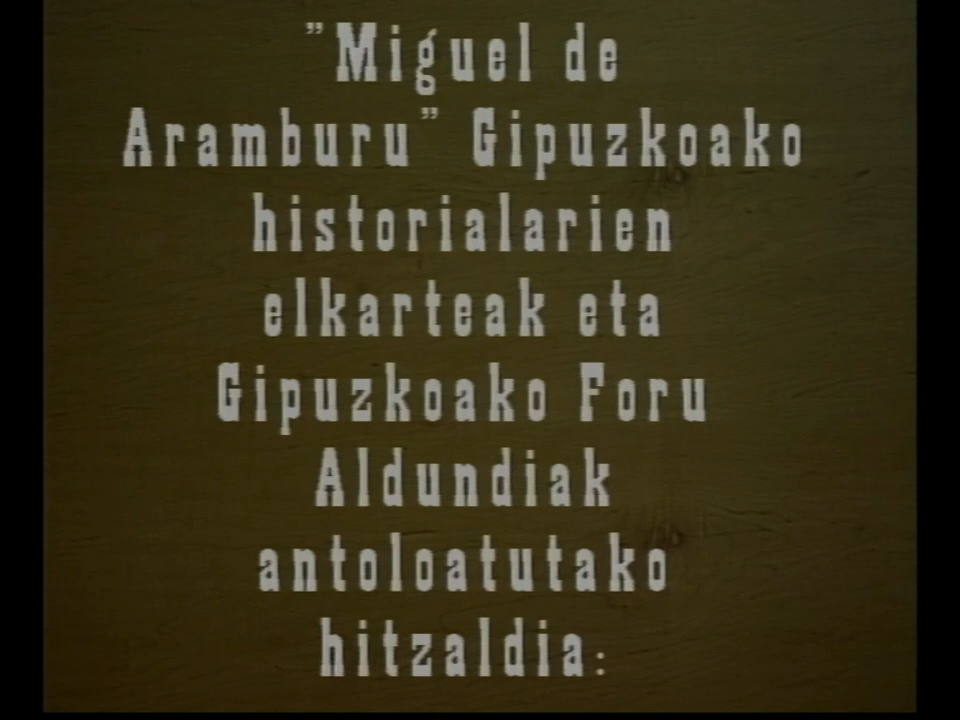 ”Miguel de
Aramburu” Gipuzkoako
historialarien
elkarteak eta
Gipuzkoako Foru
Aldundiak
antoloatutako
hitzaldia: